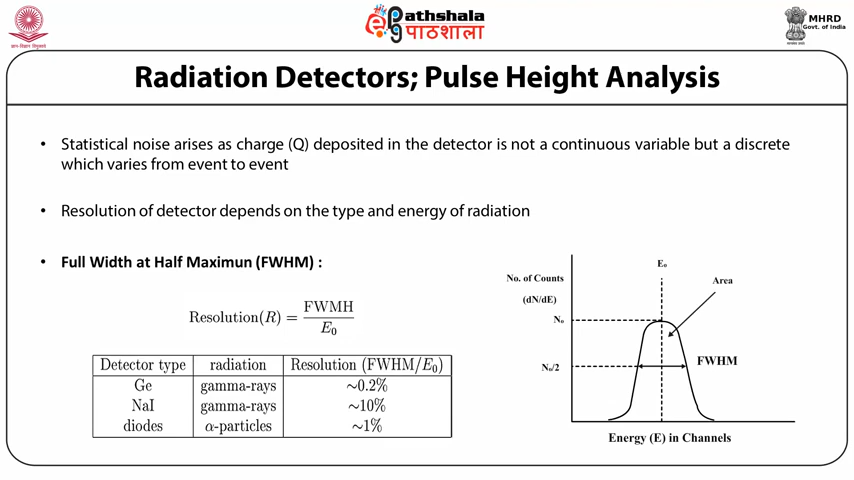 ePathshala
पाठशाला
MHRD
Govt. of India
Radiation Detectors; Pulse Height Analysis
• Statistical noise arises as charge (Q) deposited in the detector is not a continuous variable but a discrete
which varies from event to event
• Resolution of detector depends on the type and energy of radiation
• Full Width at Half Maximun (FWHM) :
Resolution(R) = FWMH / E₀
Detector type radiation Resolution (FWHM/E₀)
Ge gamma-rays ~0.2%
NaI gamma-rays ~10%
diodes α-particles ~1%
Eₒ
No. of Counts
Area
(dN/dE)
Nₒ
Nₒ/2
FWHM
Energy (E) in Channels